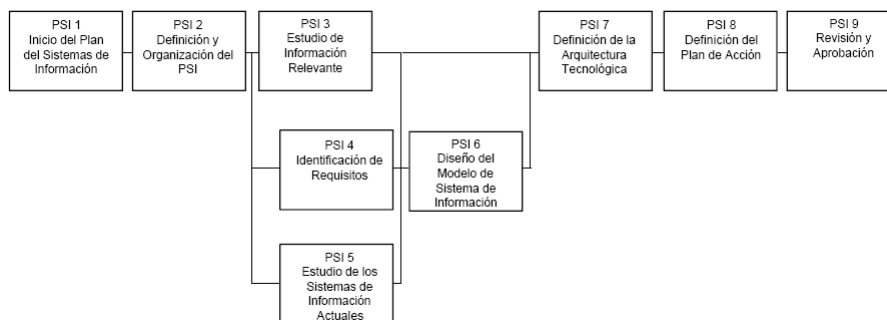 PSI 1
Inicio del Plan
del Sistemas de
Información
PSI 2
Definición y
Organización del
PSI
PSI 3
Estudio de
Información
Relevante
PSI 7
Definición de la
Arquitectura
Tecnológica
PSI 8
Definición del
Plan de Acción
PSI 9
Revisión y
Aprobación
PSI 4
Identificación de
Requisitos
PSI 6
Diseño del
Modelo de
Sistema de
Información
PSI 5
Estudio de los
Sistemas de
Información
Actuales